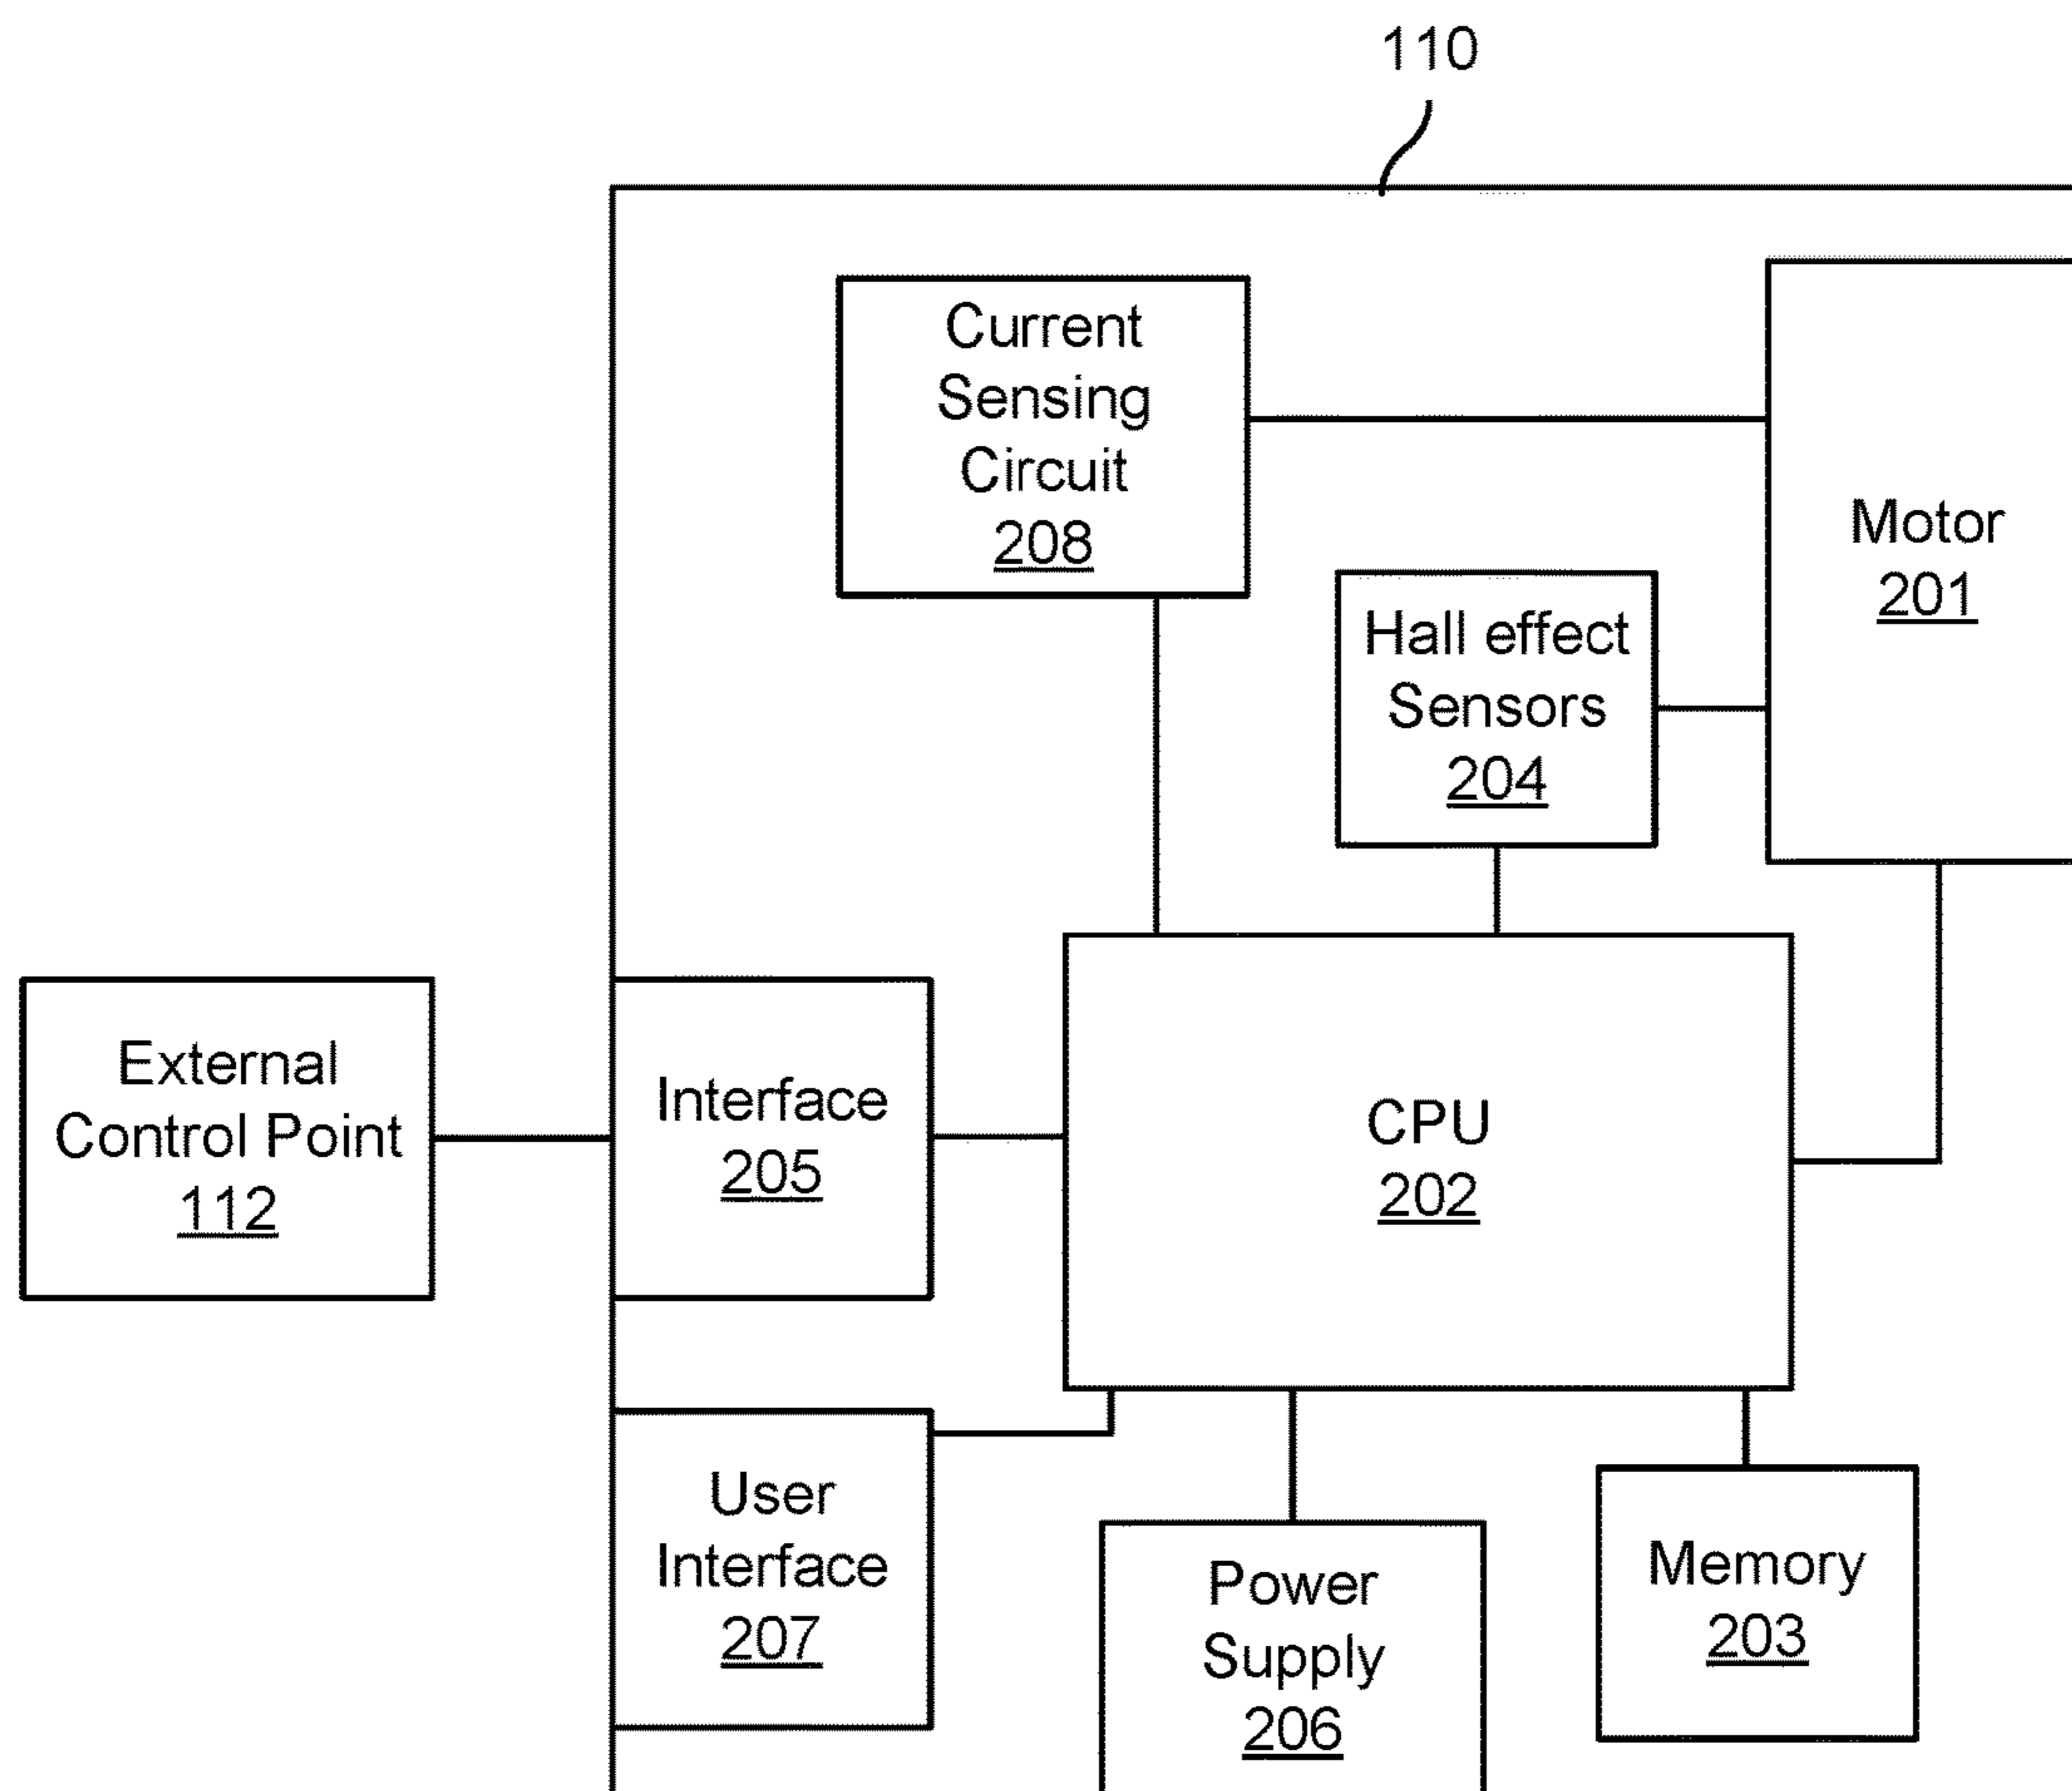 110
Current
Sensing
Circuit
208
Motor
201
Hall effect
Sensors
204
External
Control Point
112
Interface
205
CPU
202
User
Interface
207
Power
Supply
206
Memory
203